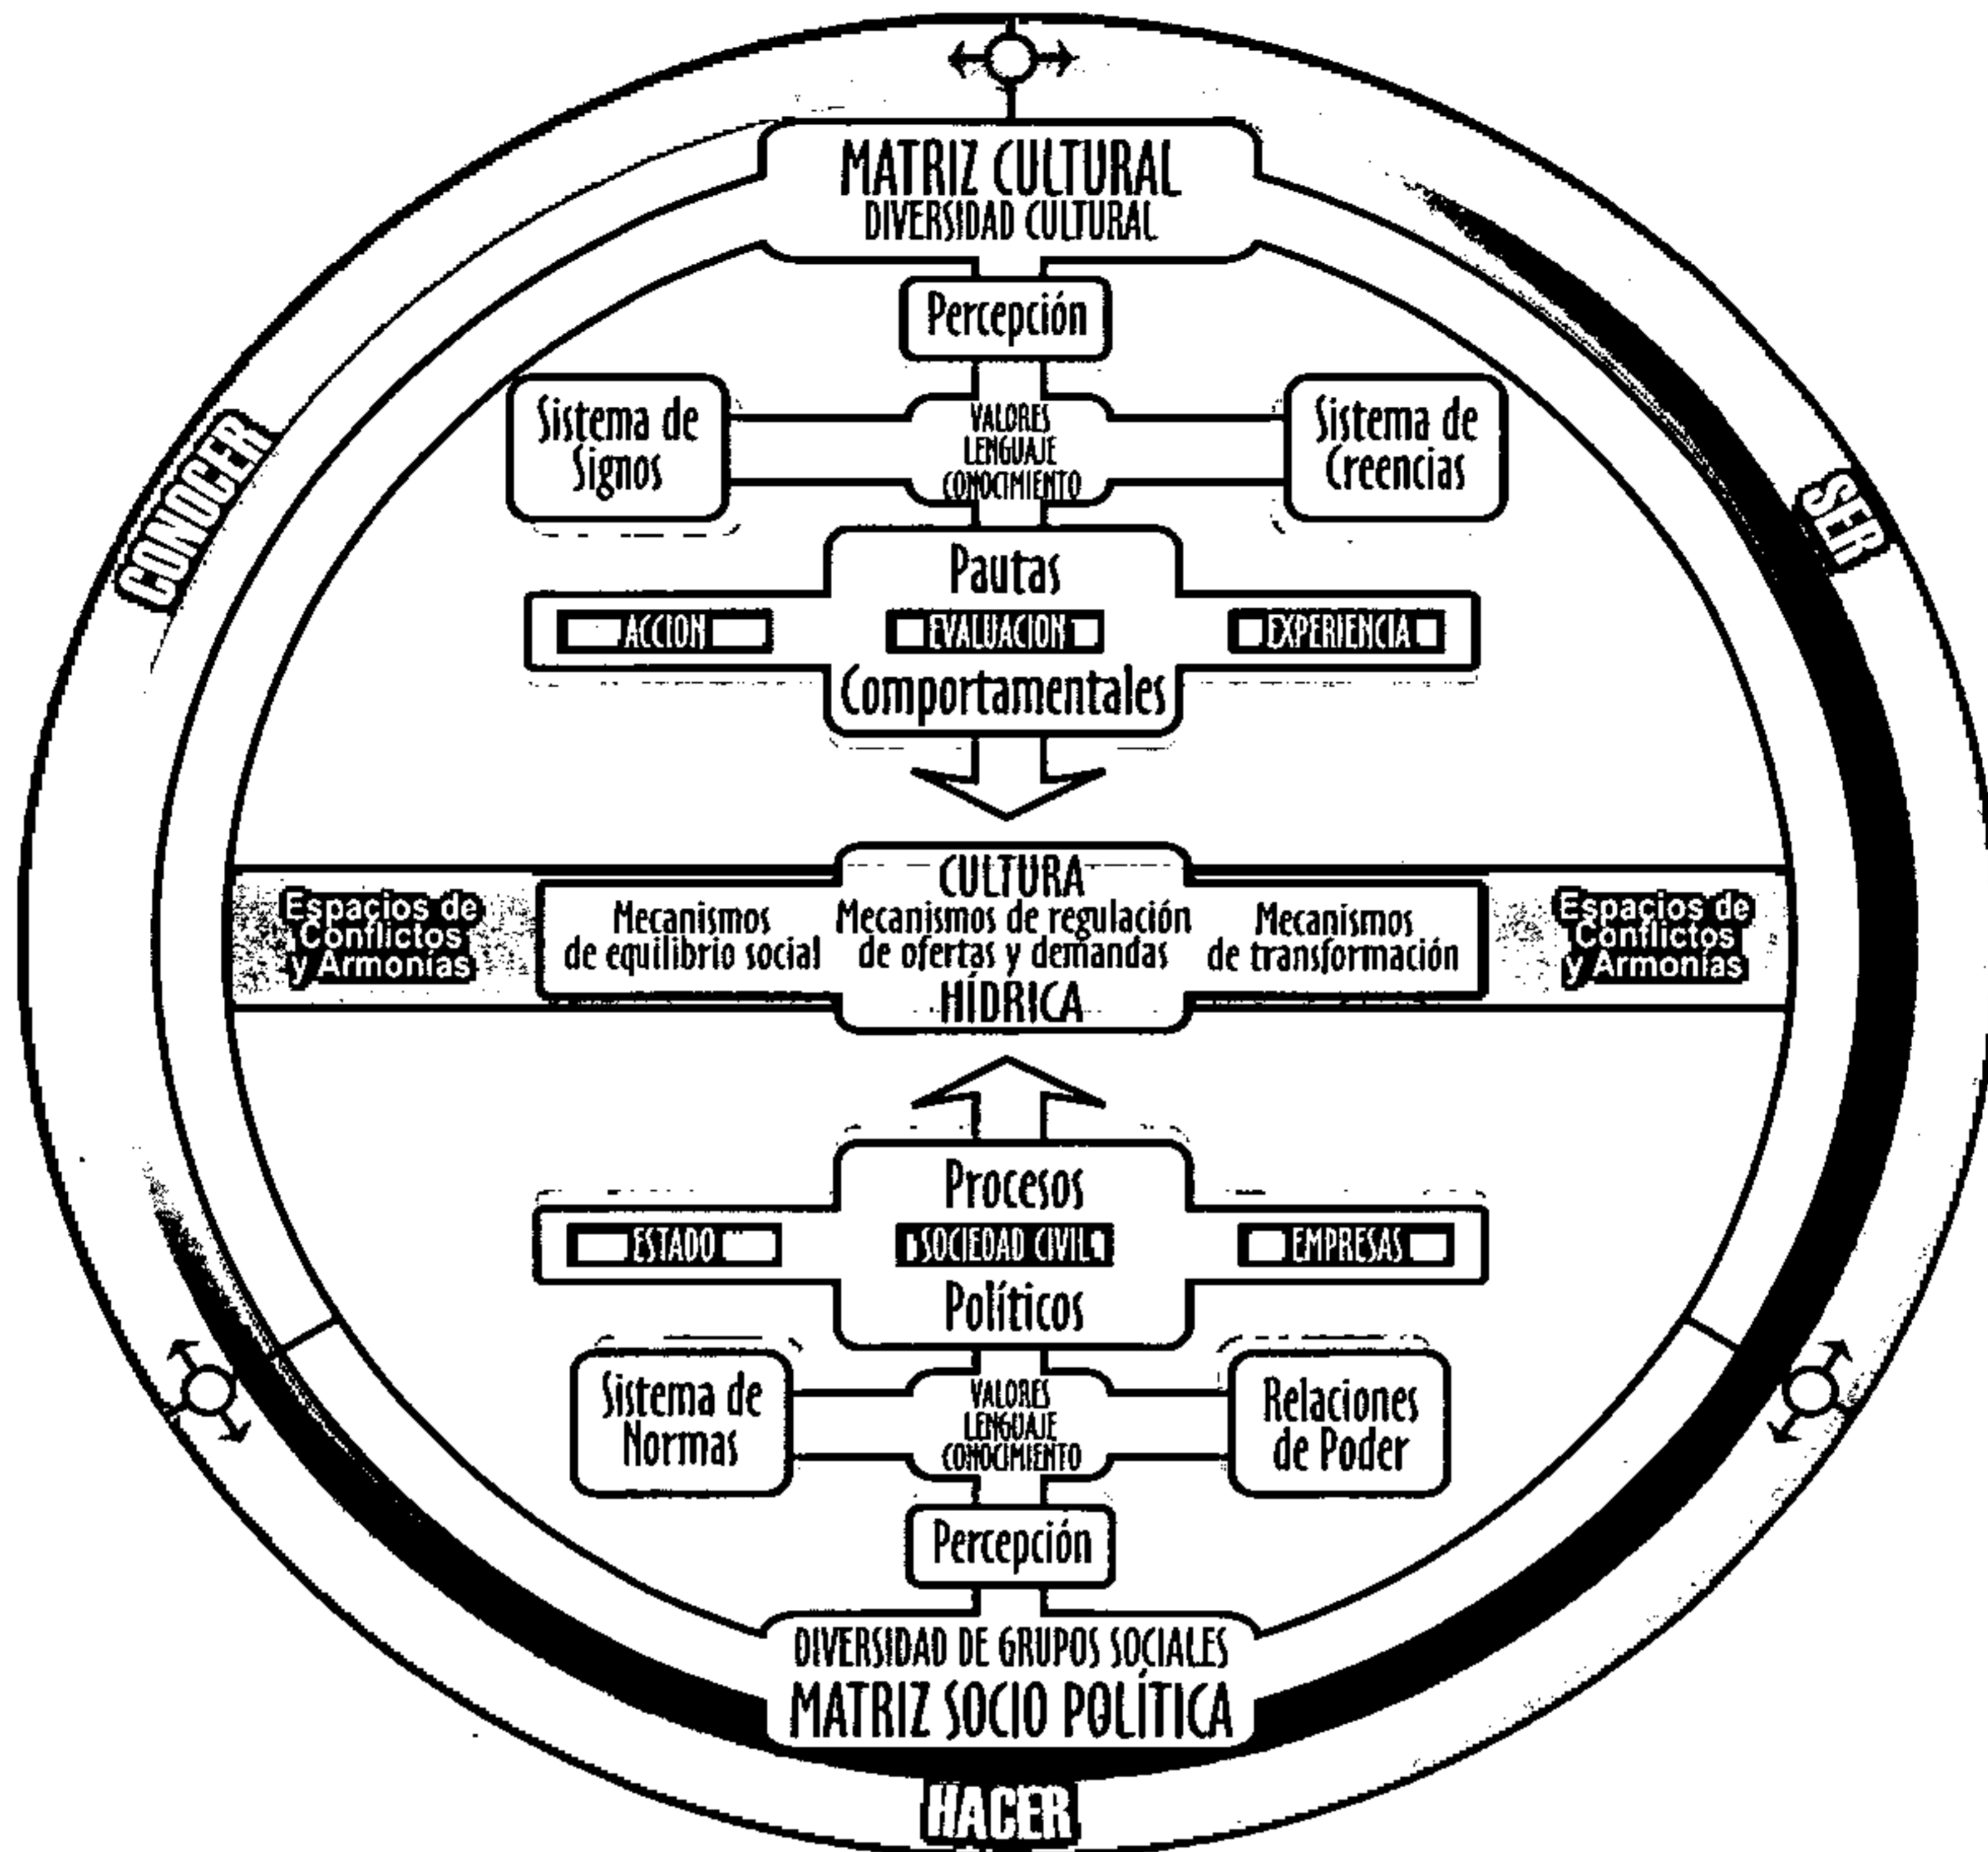 MATRIZ CULTURAL
DIVERSIDAD CULTURAL
Percepción
Sistema de
Signos
VALORES
LENGUAJE
CONOCIMIENTO
Sistema de
Creencias
CONOCER
SER
Pautas
ACCION
EVALUACION
EXPERIENCIA
Comportamentales
CULTURA
Espacios de
Conflictos
y Armonías
Mecanismos
de equilibrio social
Mecanismos de regulación
de ofertas y demandas
Mecanismos
de transformación
Espacios de
Conflictos
y Armonías
HÍDRICA
Procesos
ESTADO
SOCIEDAD CIVIL
EMPRESAS
Políticos
Sistema de
Normas
VALORES
LENGUAJE
CONOCIMIENTO
Relaciones
de Poder
Percepción
DIVERSIDAD DE GRUPOS SOCIALES
MATRIZ SOCIO POLÍTICA
HACER